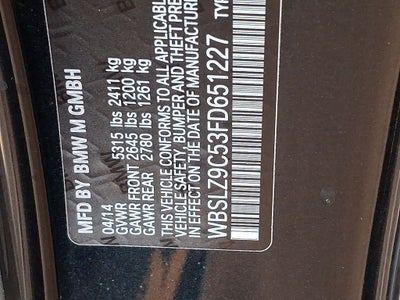 MFD BY BMW M GMBH
04/14
GVWR 5315 lbs 2411 kg
GAWR FRONT 2645 lbs 1200 kg
GAWR REAR 2780 lbs 1261 kg
THIS VEHICLE CONFORMS TO ALL APPLICABL
VEHICLE SAFETY, BUMPER AND THEFT PRE
IN EFFECT ON THE DATE OF MANUFACTUR
WBSLZ9C53FD651227 TYP